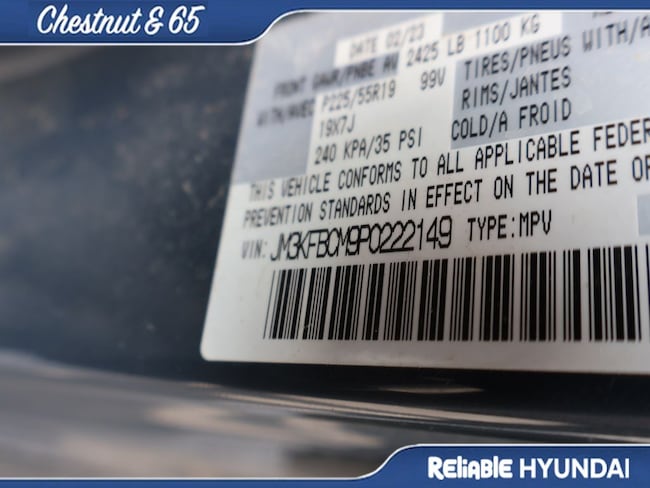 Chestnut & 65
DATE 02/23
FRONT GAWR/PNBE AV 2425 LB 1100 KG
WITH/AVEC P225/55R19 99V TIRES/PNEUS WITH/A
19X7J RIMS/JANTES
240 KPA/35 PSI COLD/A FROID
THIS VEHICLE CONFORMS TO ALL APPLICABLE FEDER
PREVENTION STANDARDS IN EFFECT ON THE DATE OF
VIN: JM3KFBCM9P0222149 TYPE:MPV
Reliable HYUNDAI